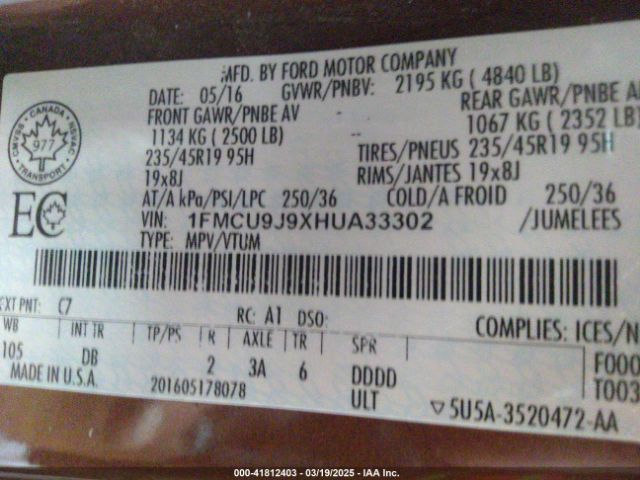 MFD. BY FORD MOTOR COMPANY
DATE: 05/16 GVWR/PNBV: 2195 KG ( 4840 LB)
FRONT GAWR/PNBE AV REAR GAWR/PNBE
1134 KG ( 2500 LB) 1067 KG ( 2352 LB)
235/45R19 95H TIRES/PNEUS 235/45R19 95H
19x8J RIMS/JANTES 19x8J
AT/A kPa/PSI/LPC 250/36 COLD/A FROID 250/36
VIN: 1FMCU9J9XHUA33302 /JUMELEES
TYPE: MPV/VTUM
CANADA
CMVSS NSVAC
977
TRANSPORT
EC
EXT PNT: C7 RC: A1 DSO:
COMPLIES: ICES/N
WB INT TR TP/PS R AXLE TR SPR
105 DB 2 3A 6 DDDD F000
MADE IN U.S.A. 201605178078 ULT T003
5U5A-3520472-AA
000-41812403 - 03/19/2025 - IAA Inc.